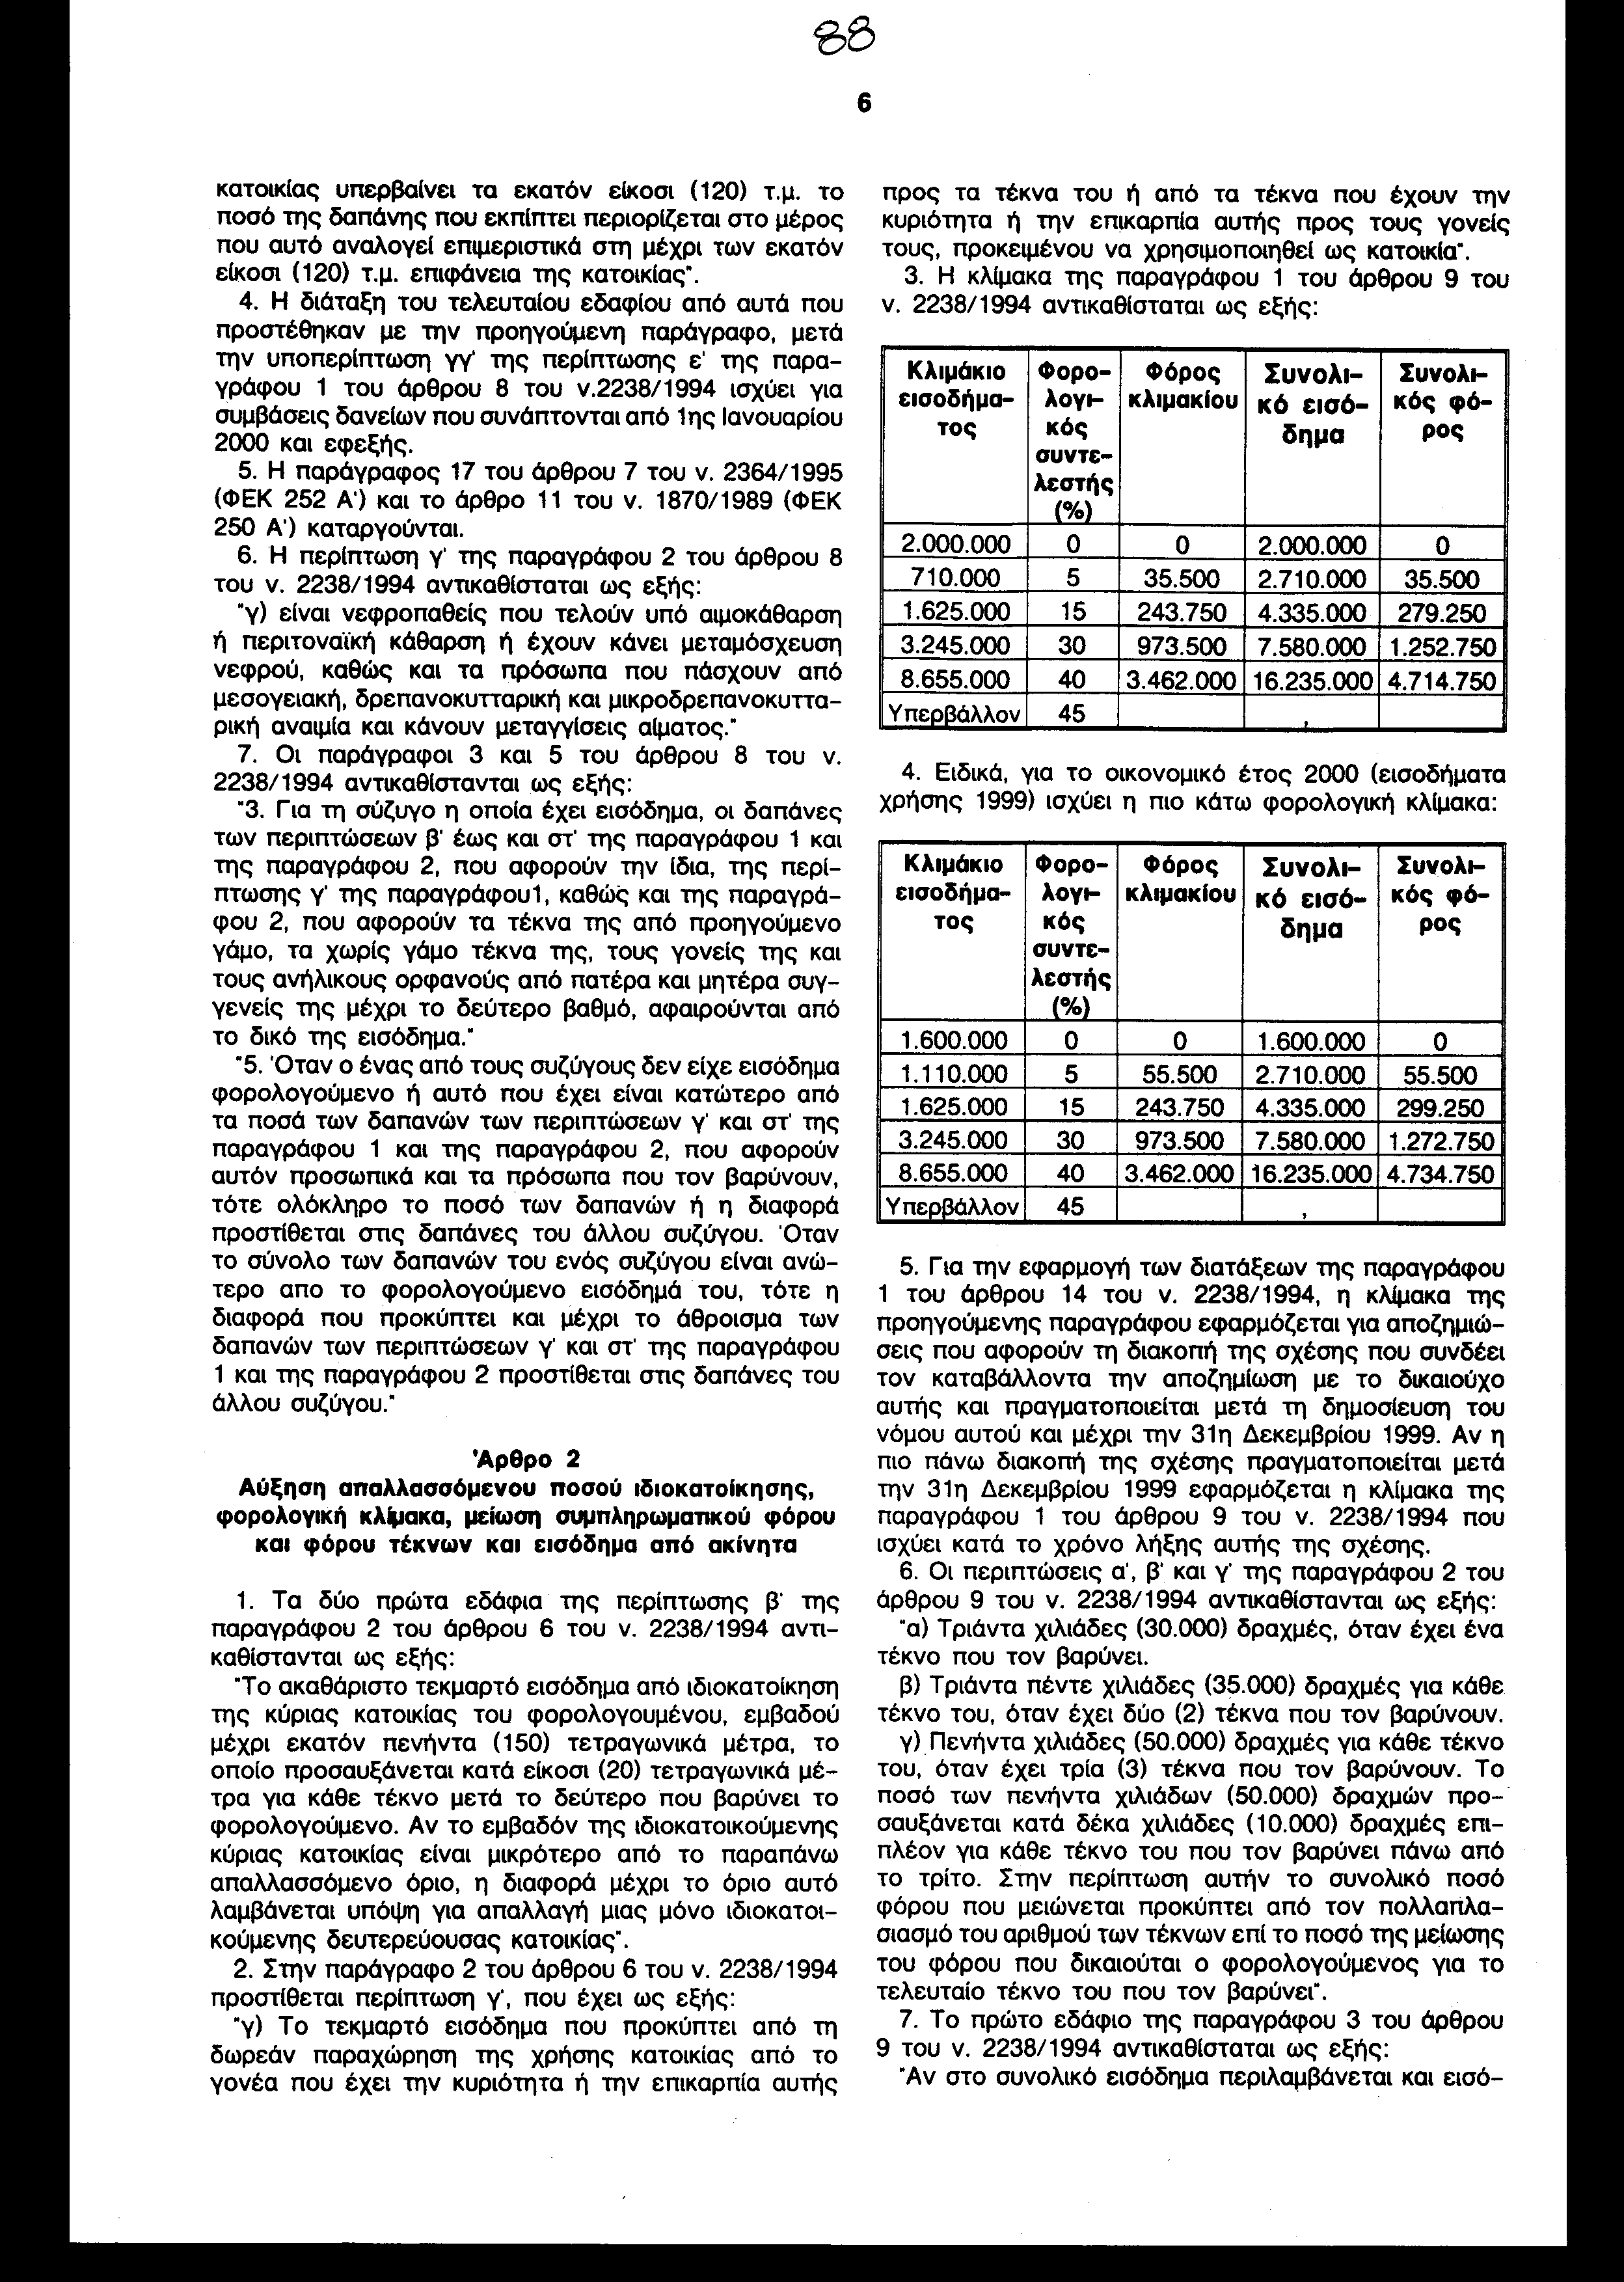 88
6
κατοικίας υπερβαίνει τα εκατόν είκοσι (120) τ.μ. το
ποσό της δαπάνης που εκπίπτει περιορίζεται στο μέρος
που αυτό αναλογεί επιμεριστικά στη μέχρι των εκατόν
είκοσι (120) τ.μ. επιφάνεια της κατοικίας".
4. Η διάταξη του τελευταίου εδαφίου από αυτά που
προστέθηκαν με την προηγούμενη παράγραφο, μετά
την υποπερίπτωση γγ' της περίπτωσης ε' της παρα-
γράφου 1 του άρθρου 8 του ν.2238/1994 ισχύει για
συμβάσεις δανείων που συνάπτονται από 1ης Ιανουαρίου
2000 και εφεξής.
5. Η παράγραφος 17 του άρθρου 7 του ν. 2364/1995
(ΦΕΚ 252 Α') και το άρθρο 11 του ν. 1870/1989 (ΦΕΚ
250 Α') καταργούνται.
6. Η περίπτωση γ' της παραγράφου 2 του άρθρου 8
του ν. 2238/1994 αντικαθίσταται ως εξής:
"γ) είναι νεφροπαθείς που τελούν υπό αιμοκάθαρση
ή περιτοναϊκή κάθαρση ή έχουν κάνει μεταμόσχευση
νεφρού, καθώς και τα πρόσωπα που πάσχουν από
μεσογειακή, δρεπανοκυτταρική και μικροδρεπανοκυττα-
ρική αναιμία και κάνουν μεταγγίσεις αίματος."
7. Οι παράγραφοι 3 και 5 του άρθρου 8 του ν.
2238/1994 αντικαθίστανται ως εξής:
"3. Για τη σύζυγο η οποία έχει εισόδημα, οι δαπάνες
των περιπτώσεων β' έως και στ' της παραγράφου 1 και
της παραγράφου 2, που αφορούν την ίδια, της περί-
πτωσης γ' της παραγράφου1, καθώς και της παραγρά-
φου 2, που αφορούν τα τέκνα της από προηγούμενο
γάμο, τα χωρίς γάμο τέκνα της, τους γονείς της και
τους ανήλικους ορφανούς από πατέρα και μητέρα συγ-
γενείς της μέχρι το δεύτερο βαθμό, αφαιρούνται από
το δικό της εισόδημα."
"5. Όταν ο ένας από τους συζύγους δεν είχε εισόδημα
φορολογούμενο ή αυτό που έχει είναι κατώτερο από
τα ποσά των δαπανών των περιπτώσεων γ' και στ' της
παραγράφου 1 και της παραγράφου 2, που αφορούν
αυτόν προσωπικά και τα πρόσωπα που τον βαρύνουν,
τότε ολόκληρο το ποσό των δαπανών ή η διαφορά
προστίθεται στις δαπάνες του άλλου συζύγου. Όταν
το σύνολο των δαπανών του ενός συζύγου είναι ανώ-
τερο απο το φορολογούμενο εισόδημά του, τότε η
διαφορά που προκύπτει και μέχρι το άθροισμα των
δαπανών των περιπτώσεων γ' και στ' της παραγράφου
1 και της παραγράφου 2 προστίθεται στις δαπάνες του
άλλου συζύγου."
Άρθρο 2
Αύξηση απαλλασσόμενου ποσού ιδιοκατοίκησης,
φορολογική κλίμακα, μείωση συμπληρωματικού φόρου
και φόρου τέκνων και εισόδημα από ακίνητα
1. Τα δύο πρώτα εδάφια της περίπτωσης β' της
παραγράφου 2 του άρθρου 6 του ν. 2238/1994 αντι-
καθίστανται ως εξής:
"Το ακαθάριστο τεκμαρτό εισόδημα από ιδιοκατοίκηση
της κύριας κατοικίας του φορολογουμένου, εμβαδού
μέχρι εκατόν πενήντα (150) τετραγωνικά μέτρα, το
οποίο προσαυξάνεται κατά είκοσι (20) τετραγωνικά μέ-
τρα για κάθε τέκνο μετά το δεύτερο που βαρύνει το
φορολογούμενο. Αν το εμβαδόν της ιδιοκατοικούμενης
κύριας κατοικίας είναι μικρότερο από το παραπάνω
απαλλασσόμενο όριο, η διαφορά μέχρι το όριο αυτό
λαμβάνεται υπόψη για απαλλαγή μιας μόνο ιδιοκατοι-
κούμενης δευτερεύουσας κατοικίας".
2. Στην παράγραφο 2 του άρθρου 6 του ν. 2238/1994
προστίθεται περίπτωση γ', που έχει ως εξής:
"γ) Το τεκμαρτό εισόδημα που προκύπτει από τη
δωρεάν παραχώρηση της χρήσης κατοικίας από το
γονέα που έχει την κυριότητα ή την επικαρπία αυτής
προς τα τέκνα του ή από τα τέκνα που έχουν την
κυριότητα ή την επικαρπία αυτής προς τους γονείς
τους, προκειμένου να χρησιμοποιηθεί ως κατοικία".
3. Η κλίμακα της παραγράφου 1 του άρθρου 9 του
ν. 2238/1994 αντικαθίσταται ως εξής:
Κλιμάκιο Φορο- Φόρος Συνολι- Συνολι-
εισοδήμα- λογι- κλιμακίου κό εισό- κός φό-
τος κός δημα ρος
συντε-
λεστής
(%)
2.000.000 0 0 2.000.000 0
710.000 5 35.500 2.710.000 35.500
1.625.000 15 243.750 4.335.000 279.250
3.245.000 30 973.500 7.580.000 1.252.750
8.655.000 40 3.462.000 16.235.000 4.714.750
Υπερβάλλον 45
4. Ειδικά, για το οικονομικό έτος 2000 (εισοδήματα
χρήσης 1999) ισχύει η πιο κάτω φορολογική κλίμακα:
Κλιμάκιο Φορο- Φόρος Συνολι- Συνολι-
εισοδήμα- λογι- κλιμακίου κό εισό- κός φό-
τος κός δημα ρος
συντε-
λεστής
(%)
1.600.000 0 0 1.600.000 0
1.110.000 5 55.500 2.710.000 55.500
1.625.000 15 243.750 4.335.000 299.250
3.245.000 30 973.500 7.580.000 1.272.750
8.655.000 40 3.462.000 16.235.000 4.734.750
Υπερβάλλον 45
5. Για την εφαρμογή των διατάξεων της παραγράφου
1 του άρθρου 14 του ν. 2238/1994, η κλίμακα της
προηγούμενης παραγράφου εφαρμόζεται για αποζημιώ-
σεις που αφορούν τη διακοπή της σχέσης που συνδέει
τον καταβάλλοντα την αποζημίωση με το δικαιούχο
αυτής και πραγματοποιείται μετά τη δημοσίευση του
νόμου αυτού και μέχρι την 31η Δεκεμβρίου 1999. Αν η
πιο πάνω διακοπή της σχέσης πραγματοποιείται μετά
την 31η Δεκεμβρίου 1999 εφαρμόζεται η κλίμακα της
παραγράφου 1 του άρθρου 9 του ν. 2238/1994 που
ισχύει κατά το χρόνο λήξης αυτής της σχέσης.
6. Οι περιπτώσεις α', β' και γ' της παραγράφου 2 του
άρθρου 9 του ν. 2238/1994 αντικαθίστανται ως εξής:
"α) Τριάντα χιλιάδες (30.000) δραχμές, όταν έχει ένα
τέκνο που τον βαρύνει.
β) Τριάντα πέντε χιλιάδες (35.000) δραχμές για κάθε
τέκνο του, όταν έχει δύο (2) τέκνα που τον βαρύνουν.
γ) Πενήντα χιλιάδες (50.000) δραχμές για κάθε τέκνο
του, όταν έχει τρία (3) τέκνα που τον βαρύνουν. Το
ποσό των πενήντα χιλιάδων (50.000) δραχμών προ-
σαυξάνεται κατά δέκα χιλιάδες (10.000) δραχμές επι-
πλέον για κάθε τέκνο του που τον βαρύνει πάνω από
το τρίτο. Στην περίπτωση αυτήν το συνολικό ποσό
φόρου που μειώνεται προκύπτει από τον πολλαπλα-
σιασμό του αριθμού των τέκνων επί το ποσό της μείωσης
του φόρου που δικαιούται ο φορολογούμενος για το
τελευταίο τέκνο του που τον βαρύνει".
7. Το πρώτο εδάφιο της παραγράφου 3 του άρθρου
9 του ν. 2238/1994 αντικαθίσταται ως εξής:
"Αν στο συνολικό εισόδημα περιλαμβάνεται και εισό-